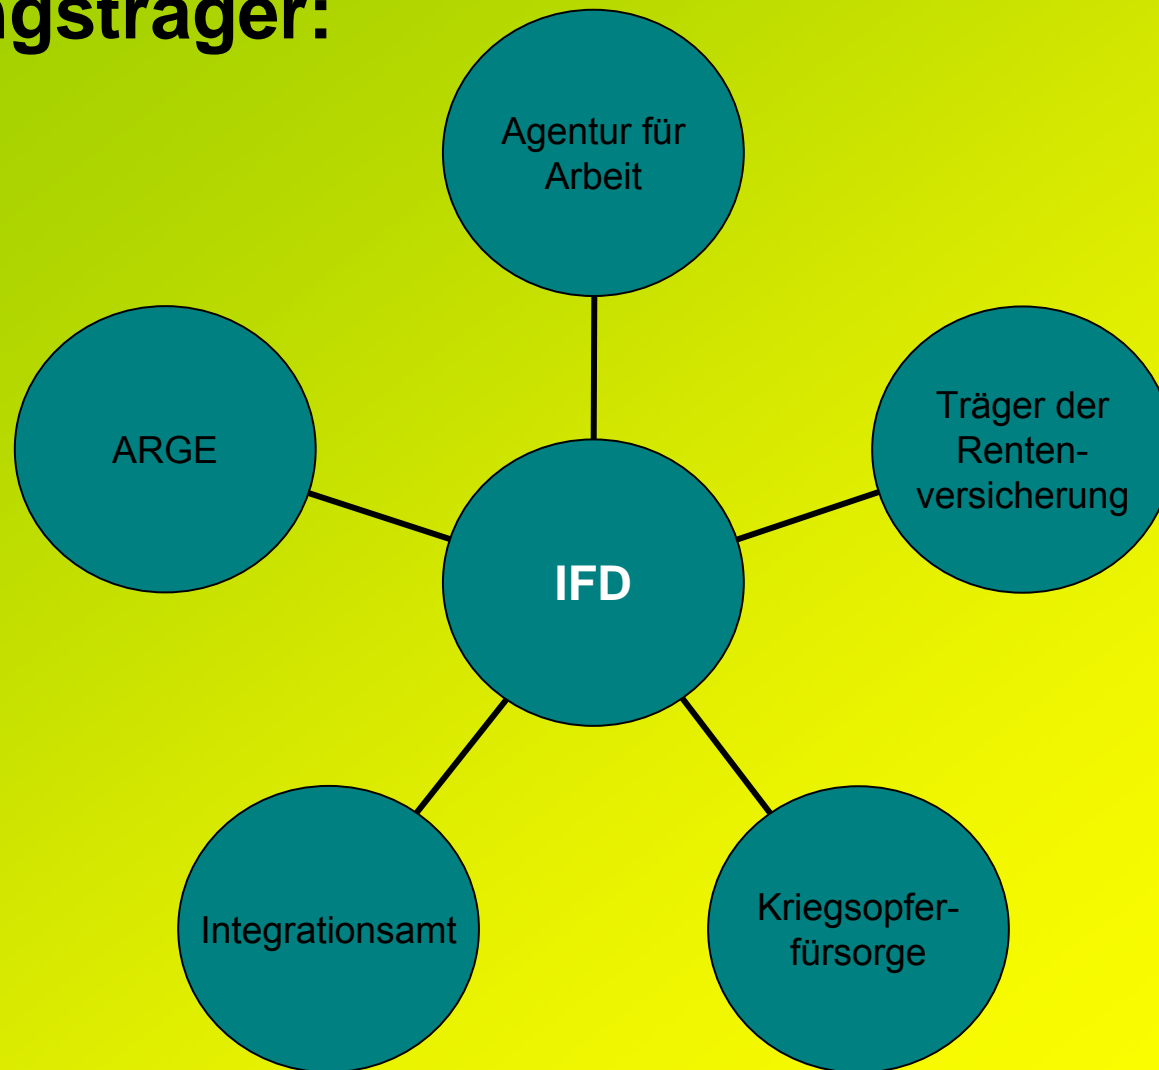 ngsträger:
Agentur für
Arbeit
ARGE
Träger der
Renten-
versicherung
IFD
Integrationsamt
Kriegsopfer-
fürsorge